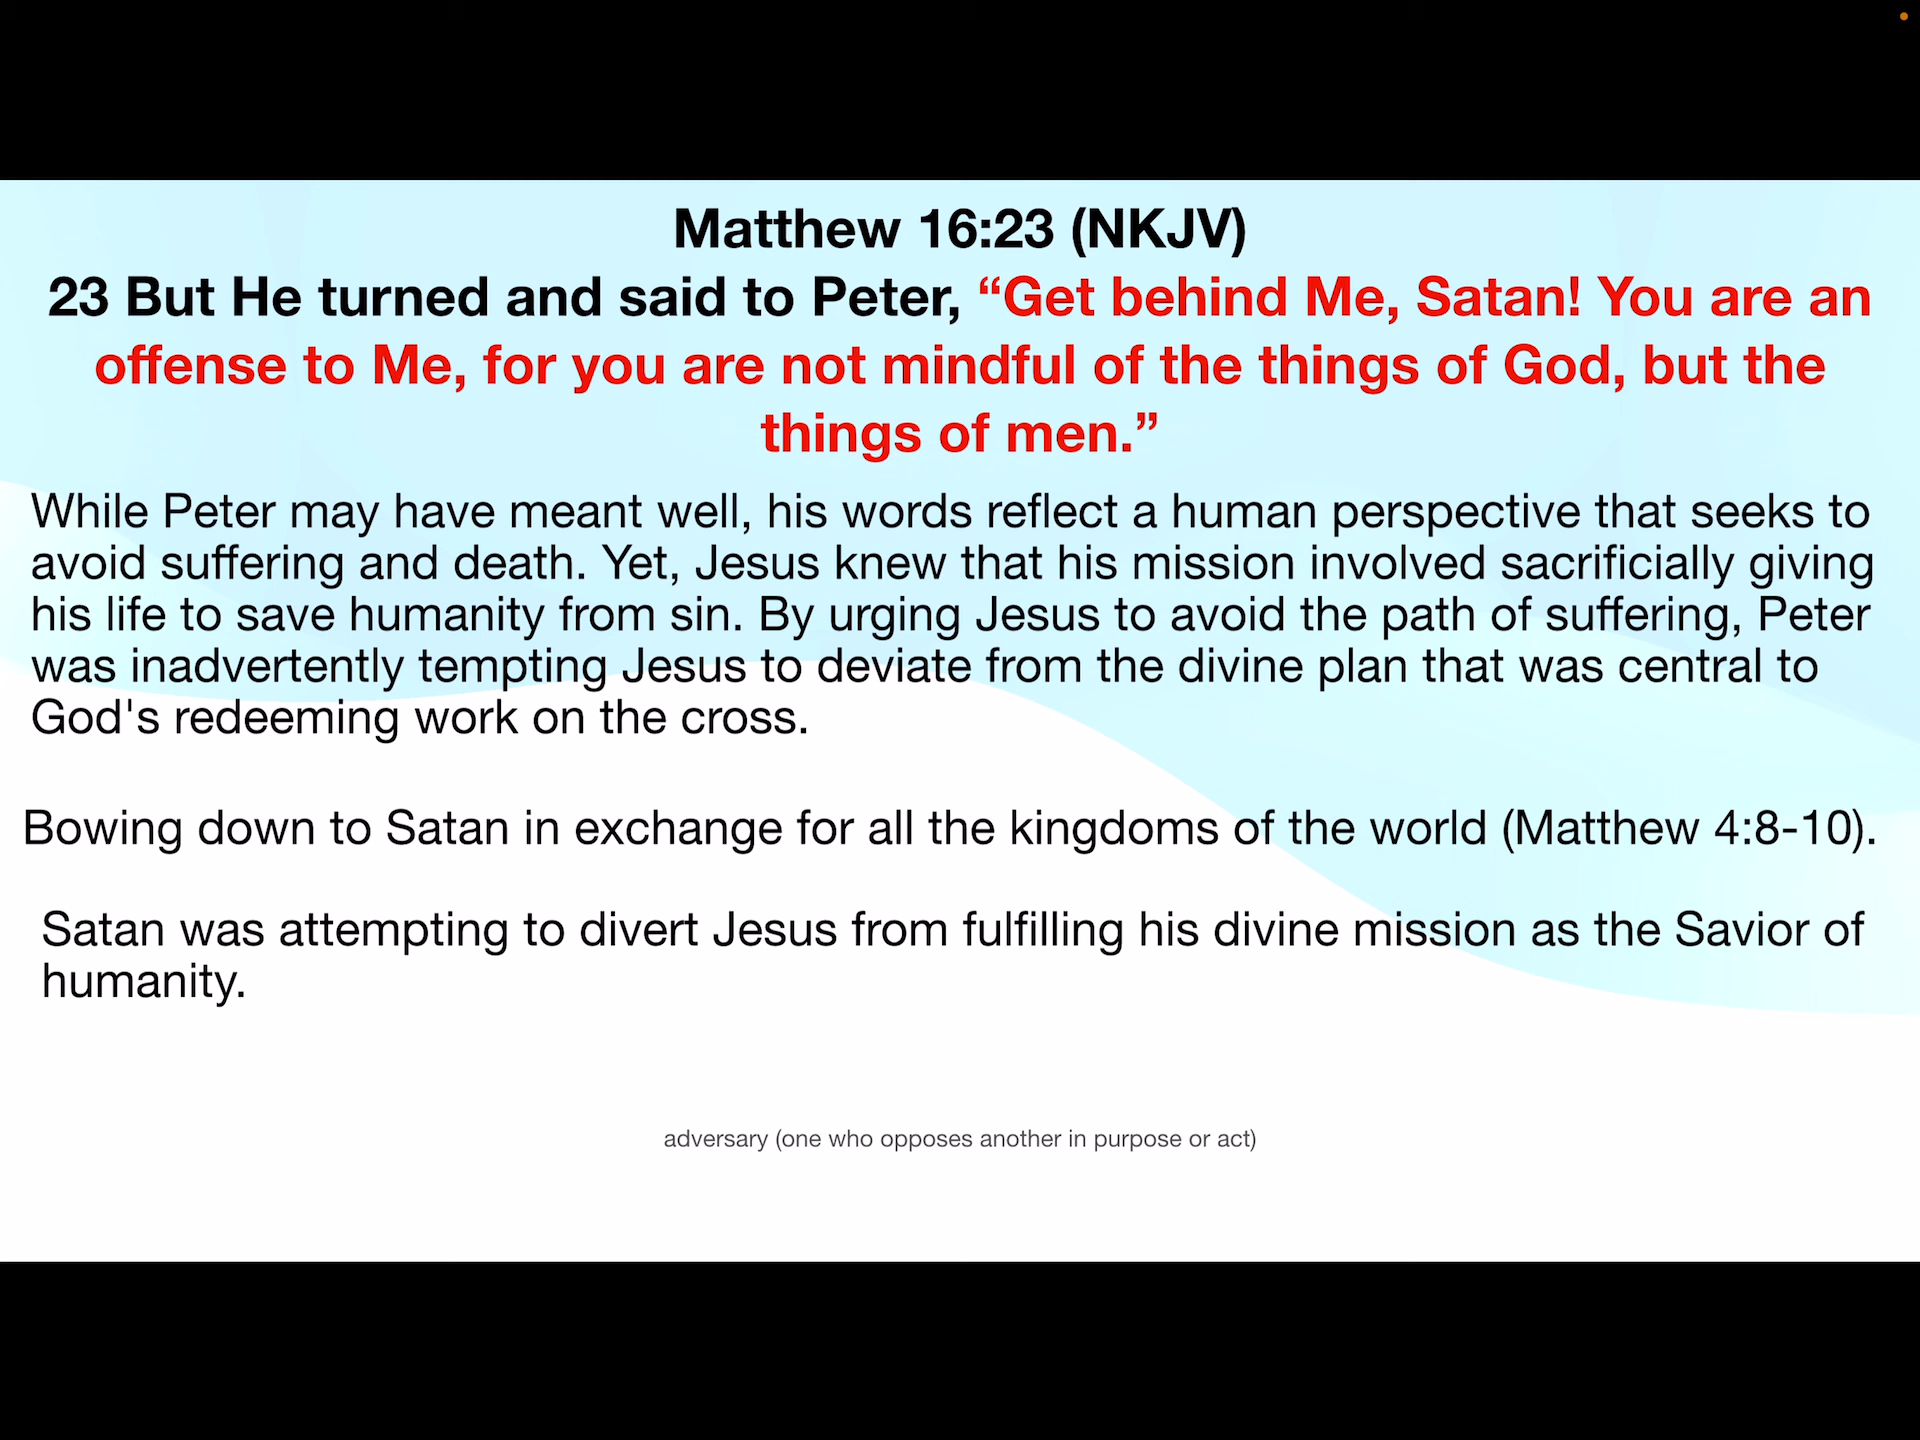 Matthew 16:23 (NKJV)
23 But He turned and said to Peter, “Get behind Me, Satan! You are an
offense to Me, for you are not mindful of the things of God, but the
things of men.”
While Peter may have meant well, his words reflect a human perspective that seeks to
avoid suffering and death. Yet, Jesus knew that his mission involved sacrificially giving
his life to save humanity from sin. By urging Jesus to avoid the path of suffering, Peter
was inadvertently tempting Jesus to deviate from the divine plan that was central to
God's redeeming work on the cross.
Bowing down to Satan in exchange for all the kingdoms of the world (Matthew 4:8-10).
Satan was attempting to divert Jesus from fulfilling his divine mission as the Savior of
humanity.
adversary (one who opposes another in purpose or act)